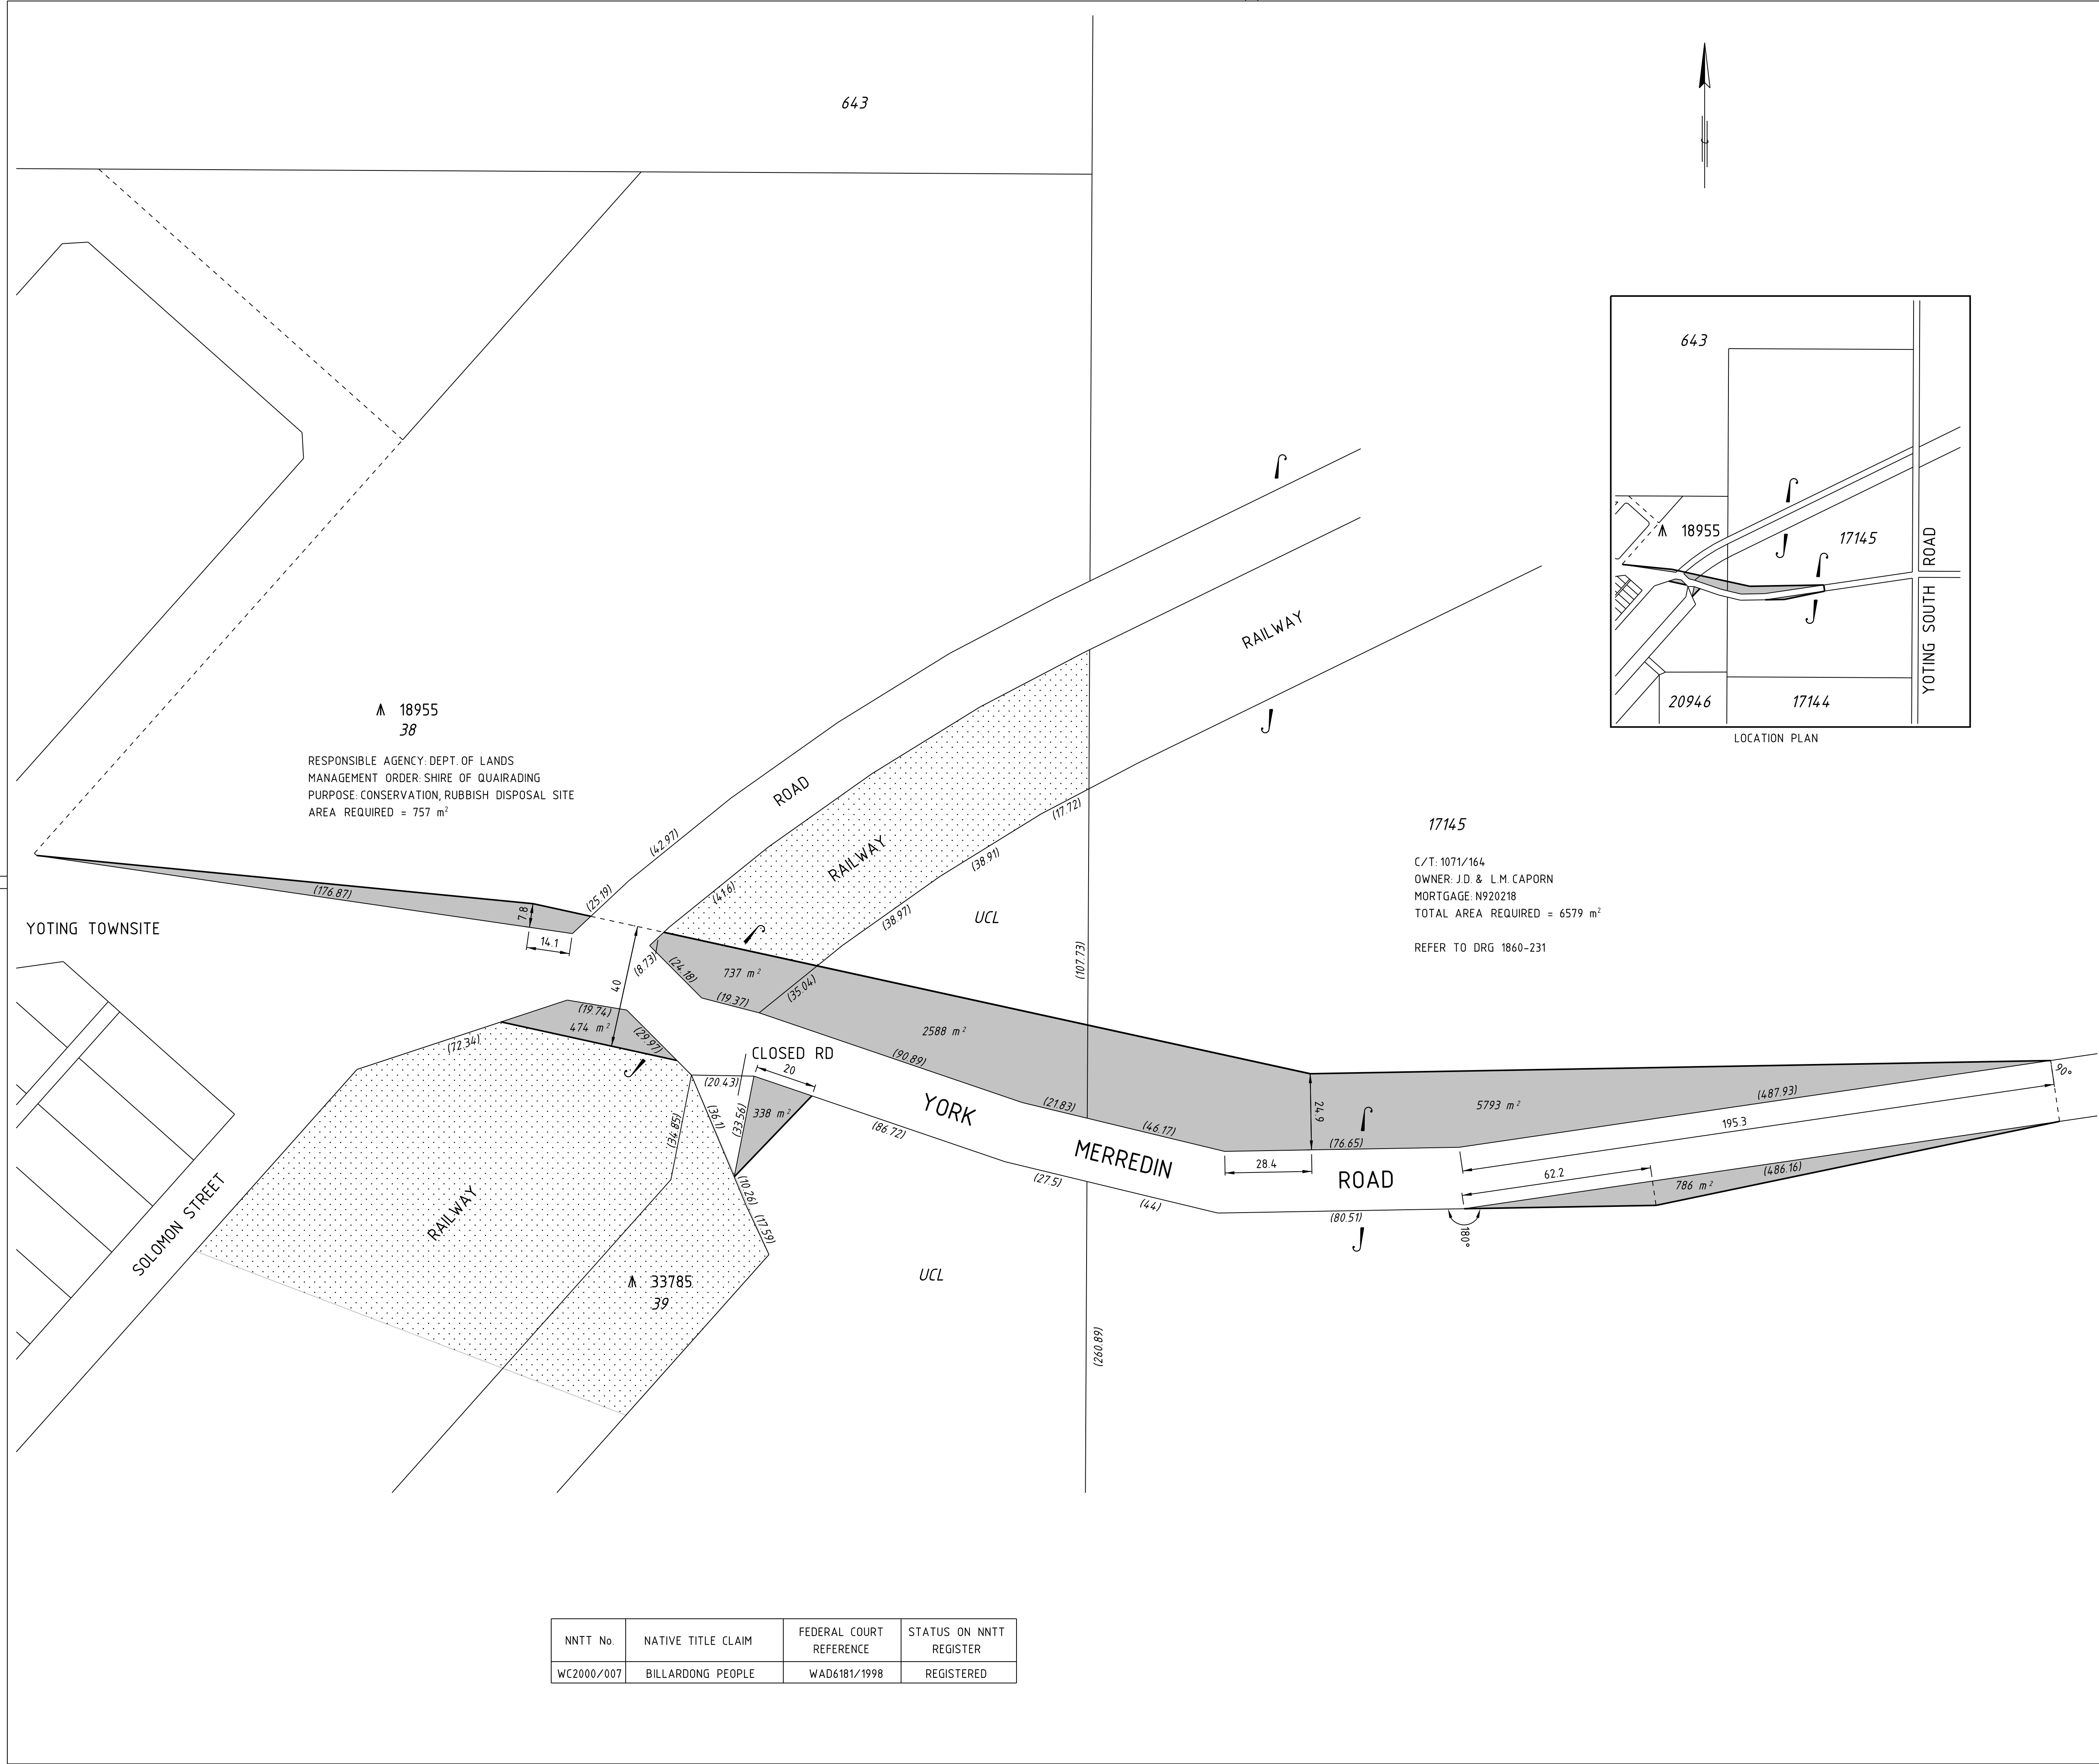 643
643
18955
17145
YOTING SOUTH ROAD
20946
17144
LOCATION PLAN
RAILWAY
18955
38
RESPONSIBLE AGENCY: DEPT. OF LANDS
MANAGEMENT ORDER: SHIRE OF QUAIRADING
PURPOSE: CONSERVATION, RUBBISH DISPOSAL SITE
AREA REQUIRED = 757 m²
ROAD
(42.97)
(17.72)
RAILWAY
(38.91)
17145
C/T: 1071/164
OWNER: J.D. & L.M. CAPORN
MORTGAGE: N920218
TOTAL AREA REQUIRED = 6579 m²
REFER TO DRG 1860-231
(176.87)
(25.19)
(41.6)
(38.97)
UCL
7.8
14.1
YOTING TOWNSITE
(107.73)
40
(8.73)
(24.18)
737 m²
(19.37)
(35.04)
(19.74)
474 m²
(29.97)
(72.34)
2588 m²
(90.89)
CLOSED RD
20
(20.43)
338 m²
(36.1)
(33.56)
(34.85)
(86.72)
YORK
(21.83)
(46.17)
MERREDIN
ROAD
24.9
(76.65)
28.4
5793 m²
(487.93)
90°
195.3
62.2
(486.16)
786 m²
(27.5)
(44)
(80.51)
180°
(10.26)
(17.59)
SOLOMON STREET
RAILWAY
33785
39
UCL
(260.89)
NNTT No.
NATIVE TITLE CLAIM
FEDERAL COURT
REFERENCE
STATUS ON NNTT
REGISTER
WC2000/007
BILLARDONG PEOPLE
WAD6181/1998
REGISTERED